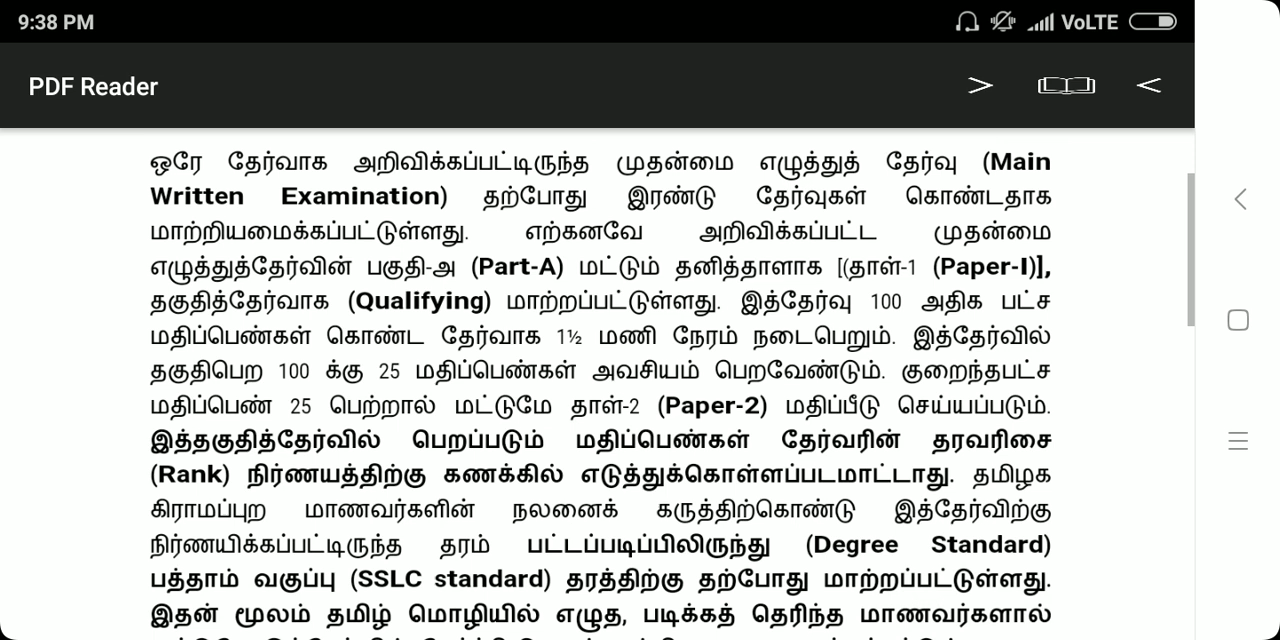 9:38 PM VoLTE
PDF Reader > <
ஒரே தேர்வாக அறிவிக்கப்பட்டிருந்த முதன்மை எழுத்துத் தேர்வு (Main
Written Examination) தற்போது இரண்டு தேர்வுகள் கொண்டதாக
மாற்றியமைக்கப்பட்டுள்ளது. எற்கனவே அறிவிக்கப்பட்ட முதன்மை
எழுத்துத்தேர்வின் பகுதி-அ (Part-A) மட்டும் தனித்தாளாக [(தாள்-1 (Paper-I)],
தகுதித்தேர்வாக (Qualifying) மாற்றப்பட்டுள்ளது. இத்தேர்வு 100 அதிக பட்ச
மதிப்பெண்கள் கொண்ட தேர்வாக 1½ மணி நேரம் நடைபெறும். இத்தேர்வில்
தகுதிபெற 100 க்கு 25 மதிப்பெண்கள் அவசியம் பெறவேண்டும். குறைந்தபட்ச
மதிப்பெண் 25 பெற்றால் மட்டுமே தாள்-2 (Paper-2) மதிப்பீடு செய்யப்படும்.
இத்தகுதித்தேர்வில் பெறப்படும் மதிப்பெண்கள் தேர்வரின் தரவரிசை
(Rank) நிர்ணயத்திற்கு கணக்கில் எடுத்துக்கொள்ளப்படமாட்டாது. தமிழக
கிராமப்புற மாணவர்களின் நலனைக் கருத்திற்கொண்டு இத்தேர்விற்கு
நிர்ணயிக்கப்பட்டிருந்த தரம் பட்டப்படிப்பிலிருந்து (Degree Standard)
பத்தாம் வகுப்பு (SSLC standard) தரத்திற்கு தற்போது மாற்றப்பட்டுள்ளது.
இதன் மூலம் தமிழ் மொழியில் எழுத, படிக்கத் தெரிந்த மாணவர்களால்